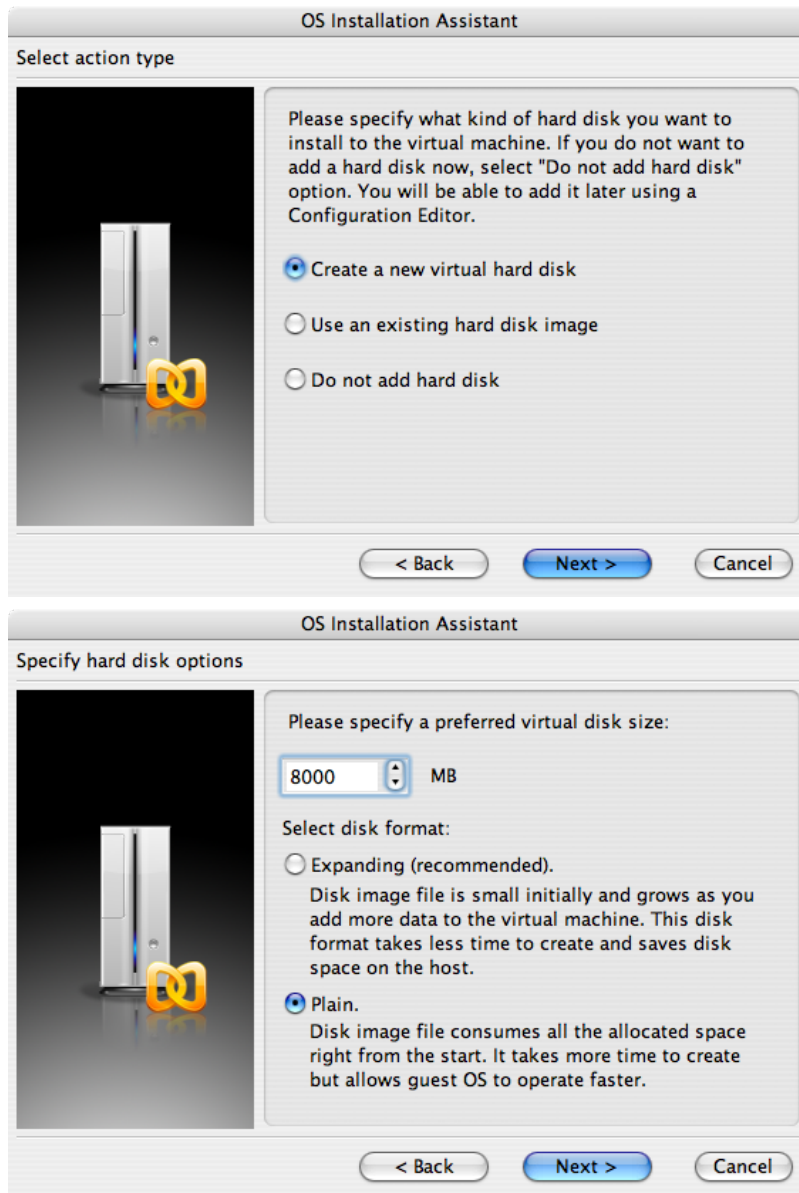 OS Installation Assistant
Select action type
Please specify what kind of hard disk you want to
install to the virtual machine. If you do not want to
add a hard disk now, select "Do not add hard disk"
option. You will be able to add it later using a
Configuration Editor.
Create a new virtual hard disk
Use an existing hard disk image
Do not add hard disk
< Back
Next >
Cancel
OS Installation Assistant
Specify hard disk options
Please specify a preferred virtual disk size:
8000 MB
Select disk format:
Expanding (recommended).
Disk image file is small initially and grows as you
add more data to the virtual machine. This disk
format takes less time to create and saves disk
space on the host.
Plain.
Disk image file consumes all the allocated space
right from the start. It takes more time to create
but allows guest OS to operate faster.
< Back
Next >
Cancel